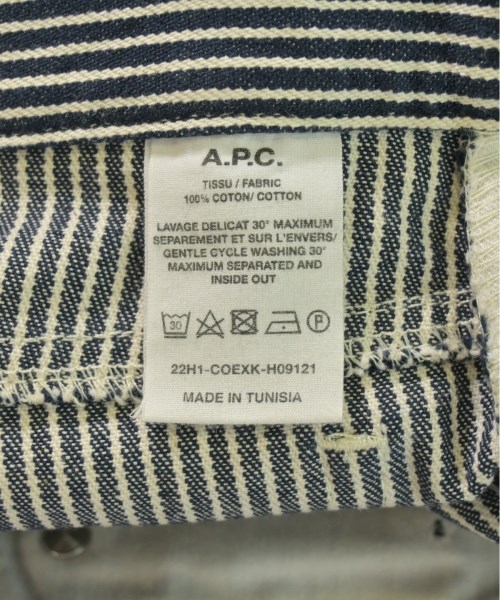 A.P.C.
TISSU / FABRIC
100% COTON/ COTTON
LAVAGE DELICAT 30° MAXIMUM
SEPAREMENT ET SUR L'ENVERS/
GENTLE CYCLE WASHING 30°
MAXIMUM SEPARATED AND
INSIDE OUT
30 P
22H1-COEXK-H09121
MADE IN TUNISIA